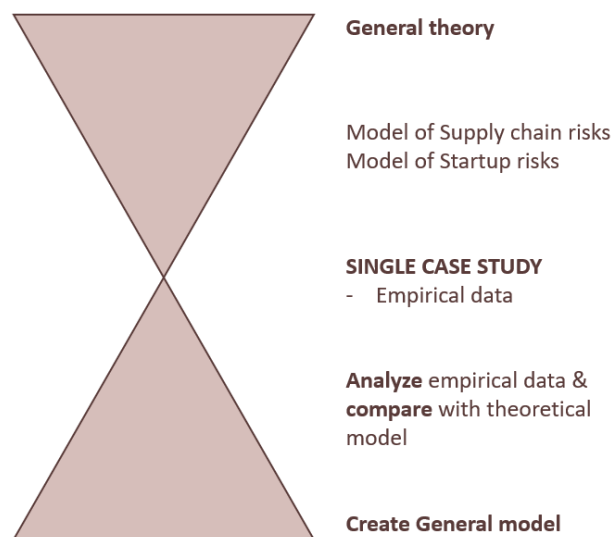 General theory
Model of Supply chain risks
Model of Startup risks
SINGLE CASE STUDY
- Empirical data
Analyze empirical data &
compare with theoretical
model
Create General model